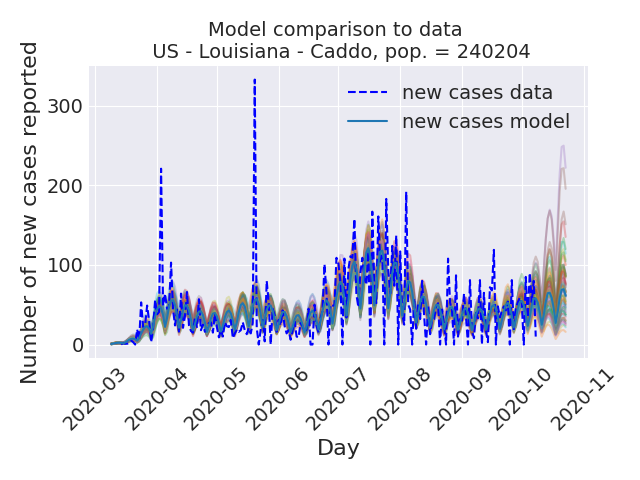 Model comparison to data
US - Louisiana - Caddo, pop. = 240204
Number of new cases reported
300
200
100
0
new cases data
new cases model
2020-03
2020-04
2020-05
2020-06
2020-07
2020-08
2020-09
2020-10
2020-11
Day